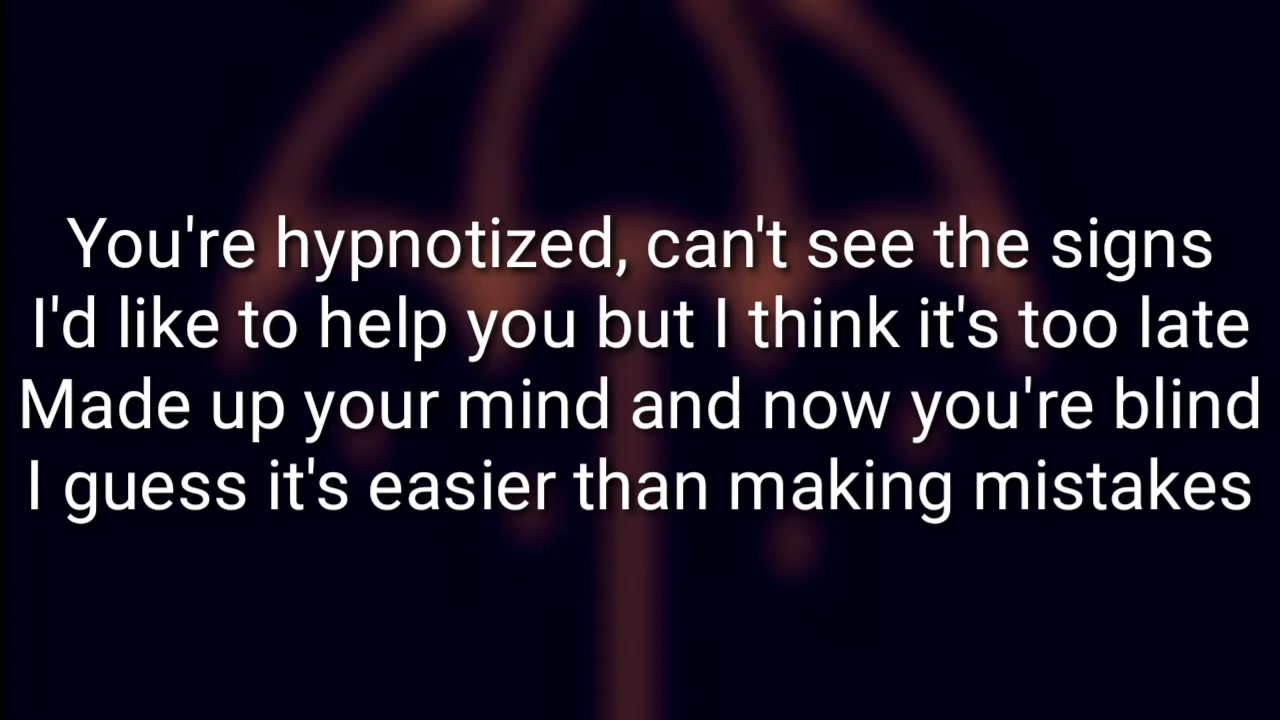 You're hypnotized, can't see the signs
I'd like to help you but I think it's too late
Made up your mind and now you're blind
I guess it's easier than making mistakes